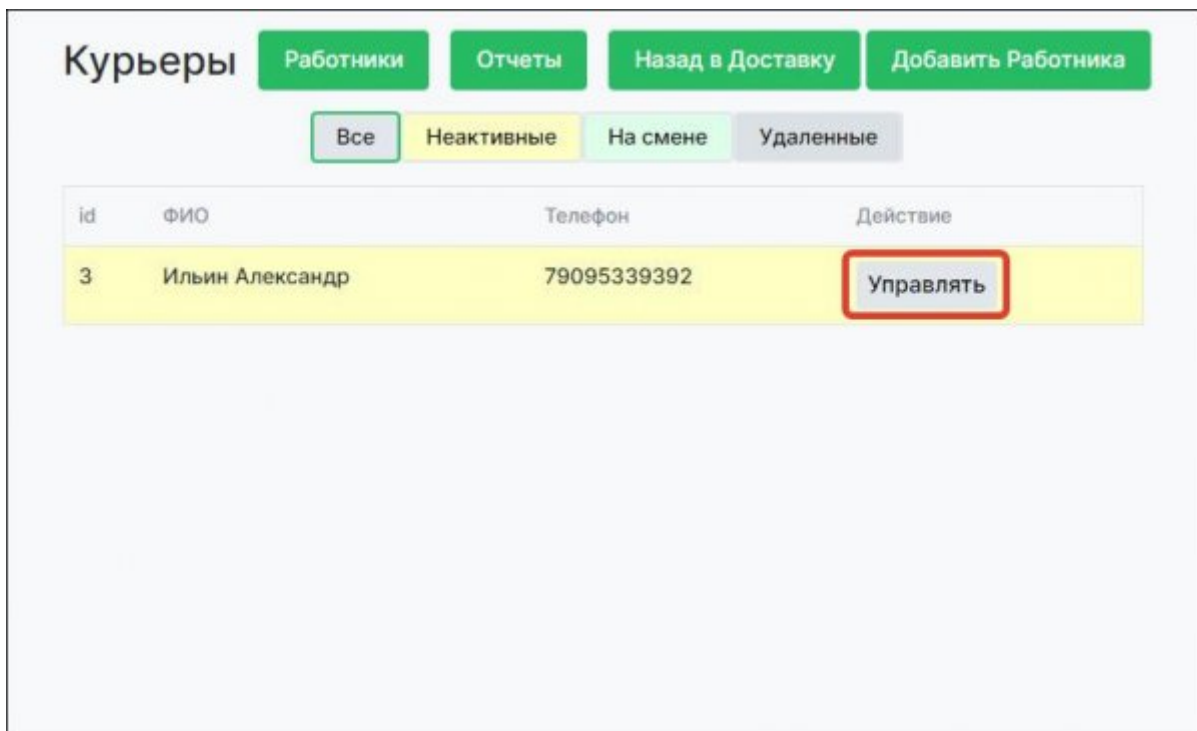 Курьеры Работники Отчеты Назад в Доставку Добавить Работника
Все Неактивные На смене Удаленные
id ФИО Телефон Действие
3 Ильин Александр 79095339392 Управлять